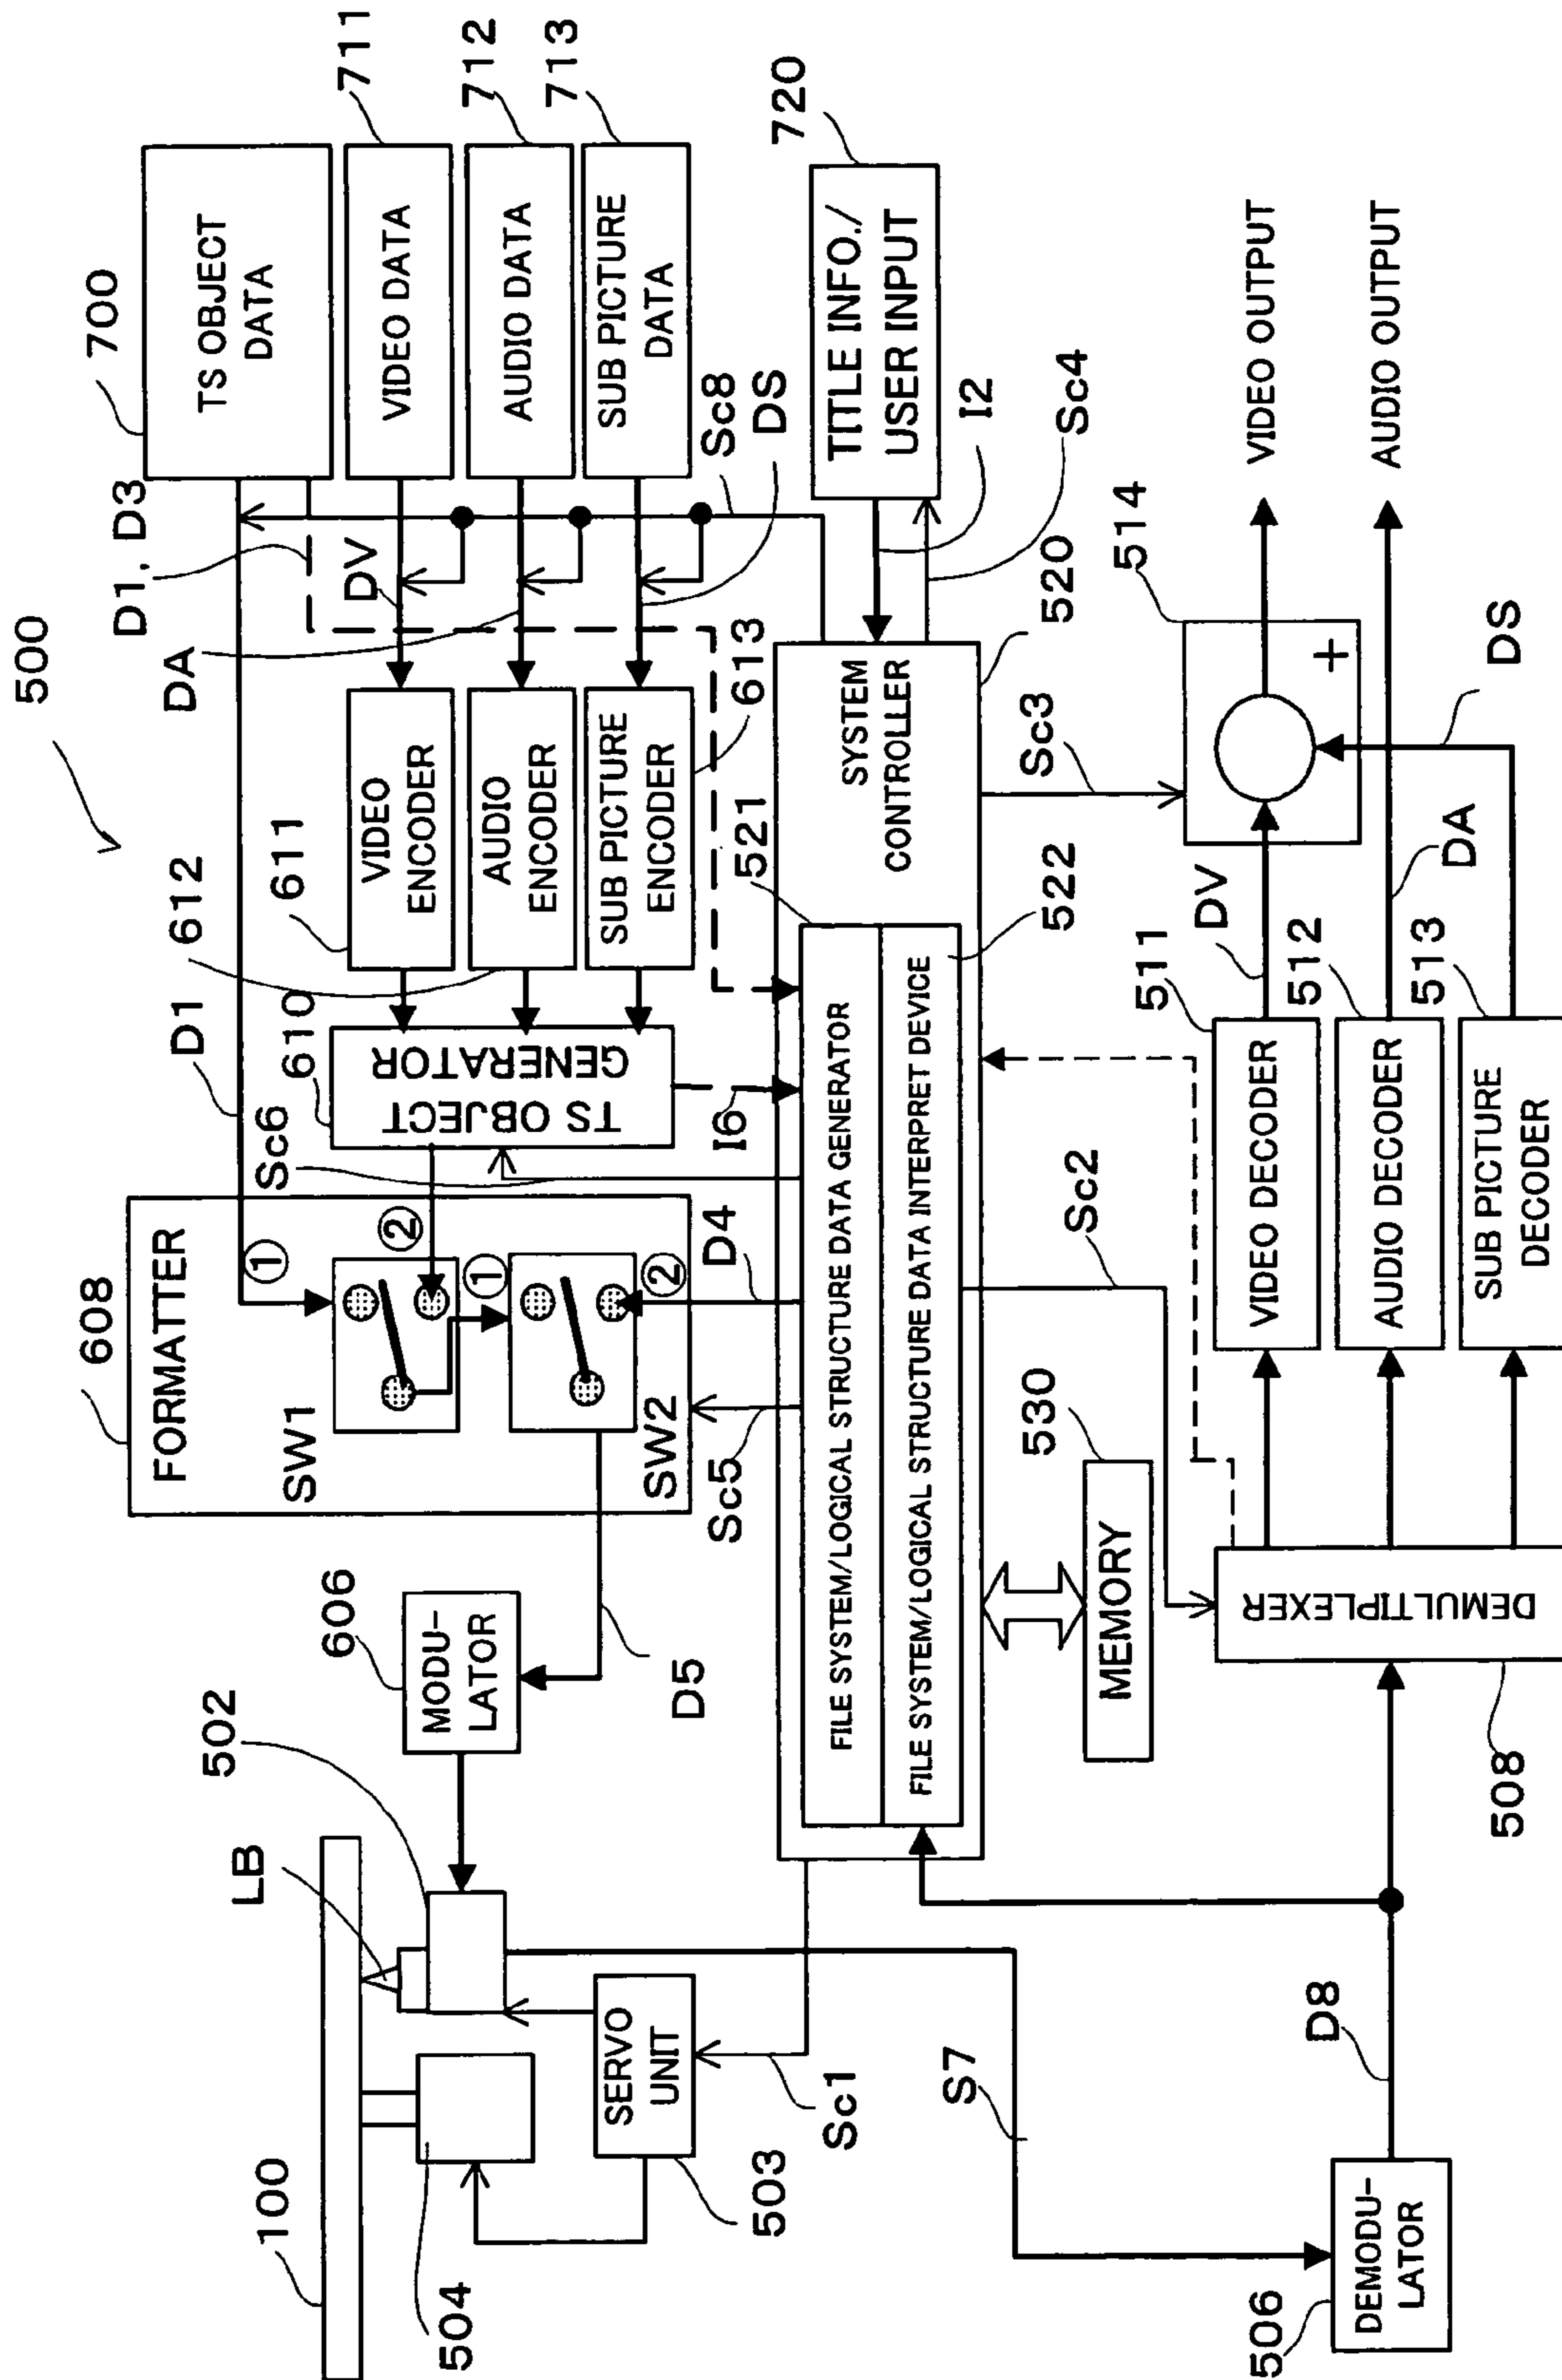 500
100
LB
502
504
SERVO
UNIT
503
Sc1
606
MODU-
LATOR
D5
608
FORMATTER
SW1
SW2
①
②
①
②
Sc5
D4
D1
Sc6
610
TS OBJECT
GENERATOR
I6
612
611
VIDEO
ENCODER
AUDIO
ENCODER
SUB PICTURE
ENCODER
613
DA
DV
D1, D3
DS
Sc8
700
TS OBJECT
DATA
VIDEO DATA
711
AUDIO DATA
712
SUB PICTURE
DATA
713
720
TITLE INFO./
USER INPUT
I2
Sc4
520
SYSTEM
CONTROLLER
521
522
FILE SYSTEM/LOGICAL STRUCTURE DATA GENERATOR
FILE SYSTEM/LOGICAL STRUCTURE DATA INTERPRET DEVICE
S7
530
MEMORY
Sc2
Sc3
506
DEMODU-
LATOR
D8
508
DEMULTIPLEXER
511
VIDEO DECODER
512
AUDIO DECODER
513
SUB PICTURE
DECODER
DV
DA
DS
514
+
VIDEO OUTPUT
AUDIO OUTPUT